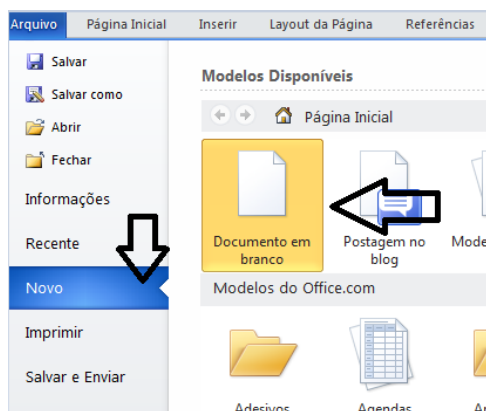 Arquivo Página Inicial Inserir Layout da Página Referências
Salvar
Salvar como
Abrir
Fechar
Informações
Recente
Novo
Imprimir
Salvar e Enviar
Modelos Disponíveis
Página Inicial
Documento em
branco
Postagem no
blog
Modelos do Office.com
Adesivos
Agendas